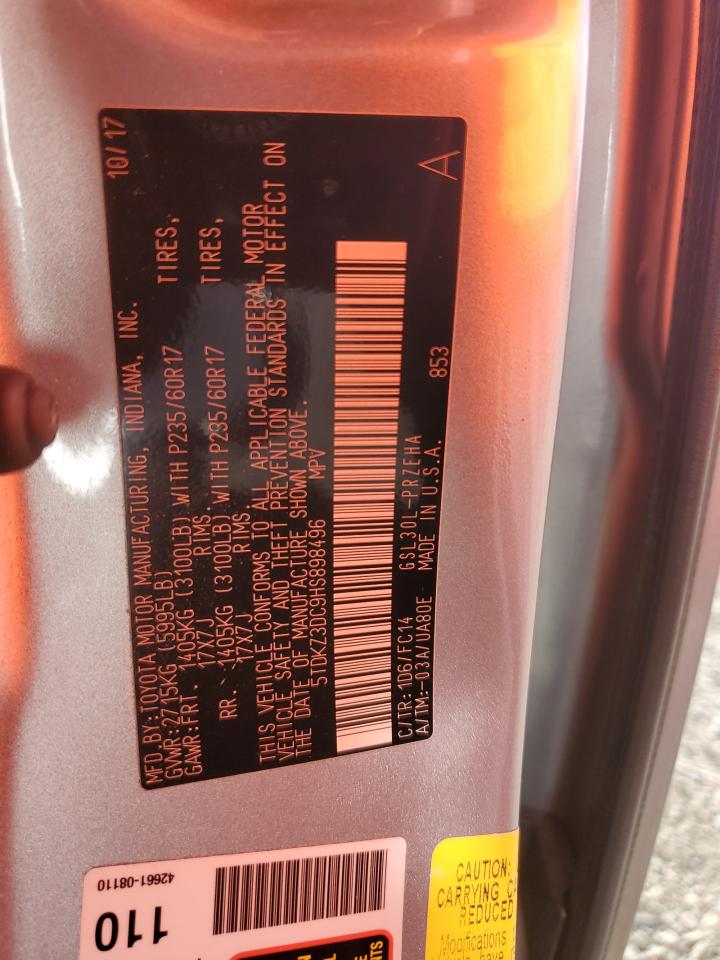 MFD.BY:TOYOTA MOTOR MANUFACTURING, INDIANA, INC. 10/17
GVWR:2715KG (5995LB)
GAWR:FRT. 1405KG (3100LB) WITH P235/60R17 TIRES,
17X7J RIMS,
RR. 1405KG (3100LB) WITH P235/60R17 TIRES,
17X7J RIMS.
THIS VEHICLE CONFORMS TO ALL APPLICABLE FEDERAL MOTOR
VEHICLE SAFETY AND THEFT PREVENTION STANDARDS IN EFFECT ON
THE DATE OF MANUFACTURE SHOWN ABOVE.
5TDKZ3DC9HS898496 MPV
C/TR:1D6/FC14 GSL30L-PRZEHA A
A/TM:-03A/UA80E MADE IN U.S.A. 853
42661-08110
110
CAUTION:
CARRYING
REDUCED
Modifications